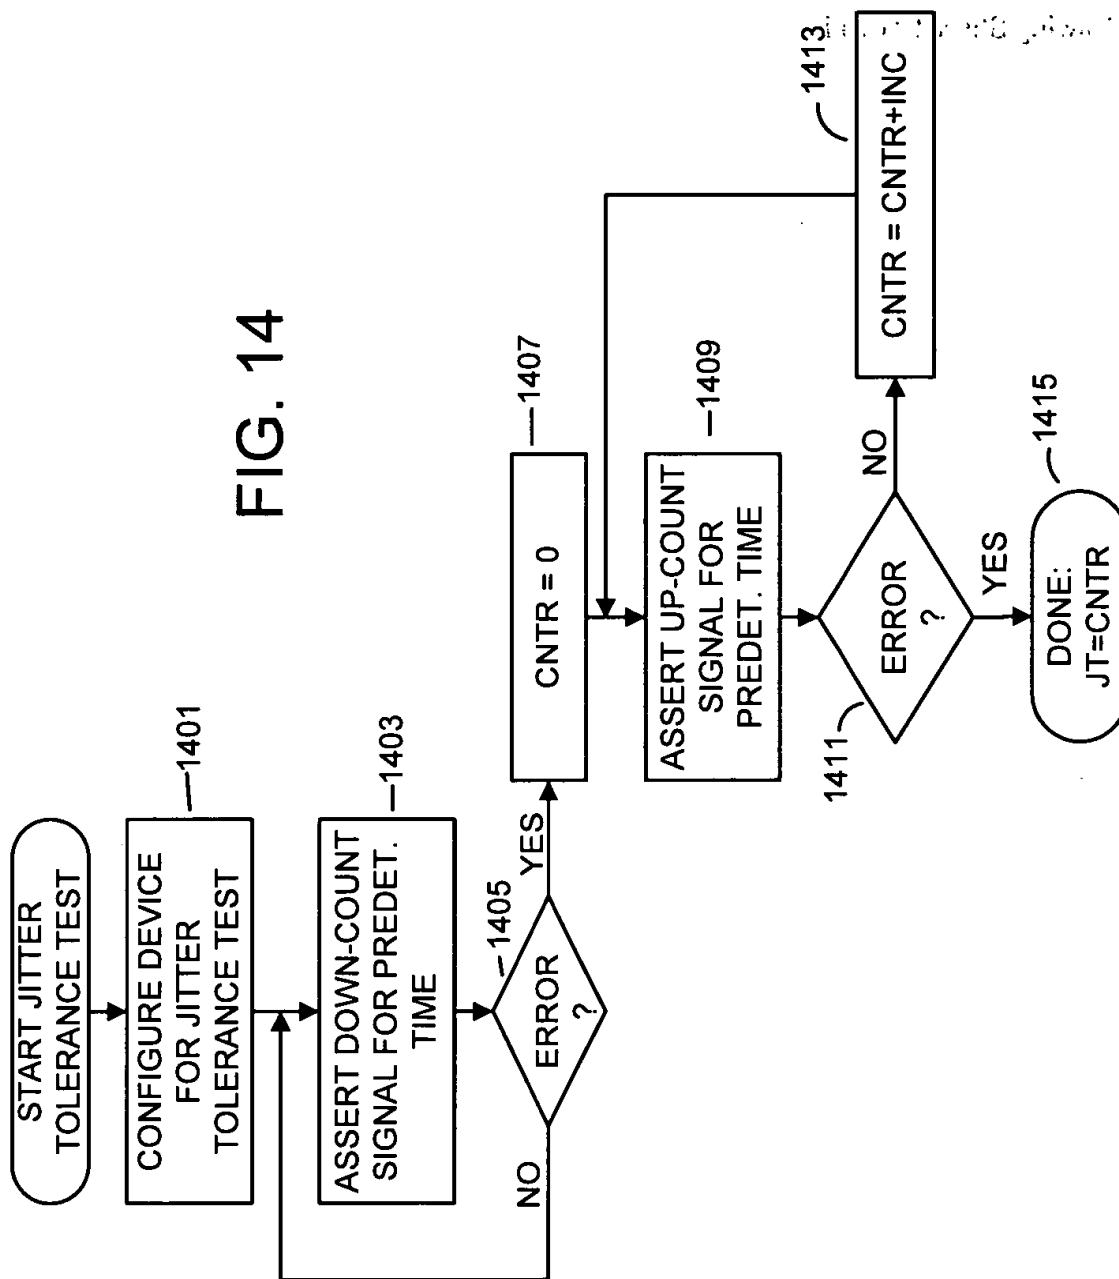 FIG. 14
START JITTER
TOLERANCE TEST
1401
CONFIGURE DEVICE
FOR JITTER
TOLERANCE TEST
1403
ASSERT DOWN-COUNT
SIGNAL FOR PREDET.
TIME
1405
ERROR
?
NO
YES
1407
CNTR = 0
1409
ASSERT UP-COUNT
SIGNAL FOR
PREDET. TIME
1411
ERROR
?
NO
YES
1413
CNTR = CNTR+INC
1415
DONE:
JT=CNTR